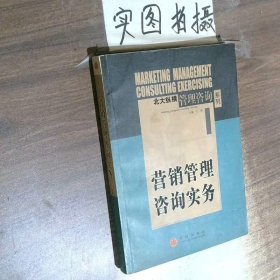 实图拍摄
MARKETING MANAGEMENT
CONSULTING EXERCISING
北大纵横管理咨询
营销管理
咨询实务